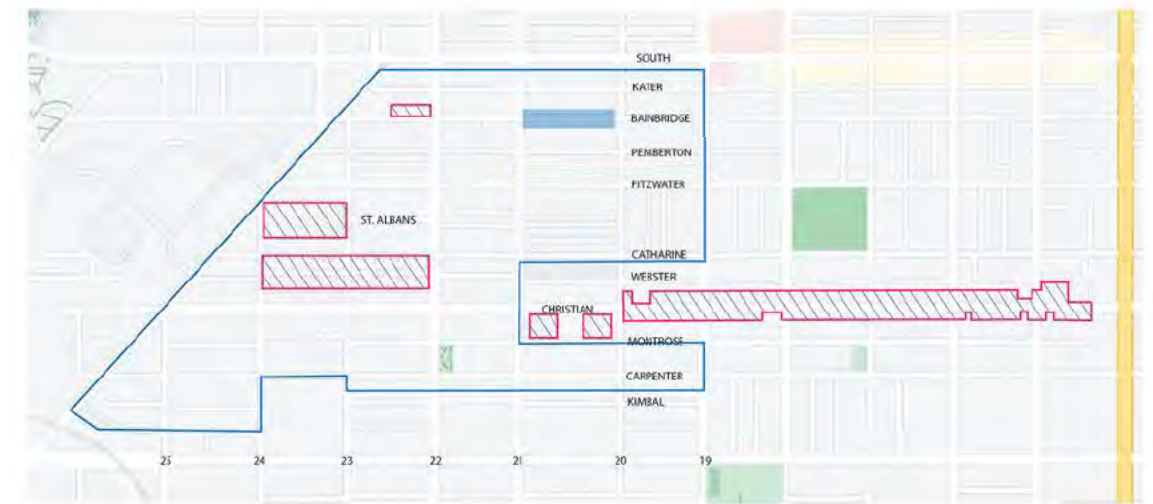 SOUTH
KATER
BAINBRIDGE
PEMBERTON
FITZWATER
ST. ALBANS
CATHARINE
WEBSTER
CHRISTIAN
MONTROSE
CARPENTER
KIMBAL
25 24 23 22 21 20 19